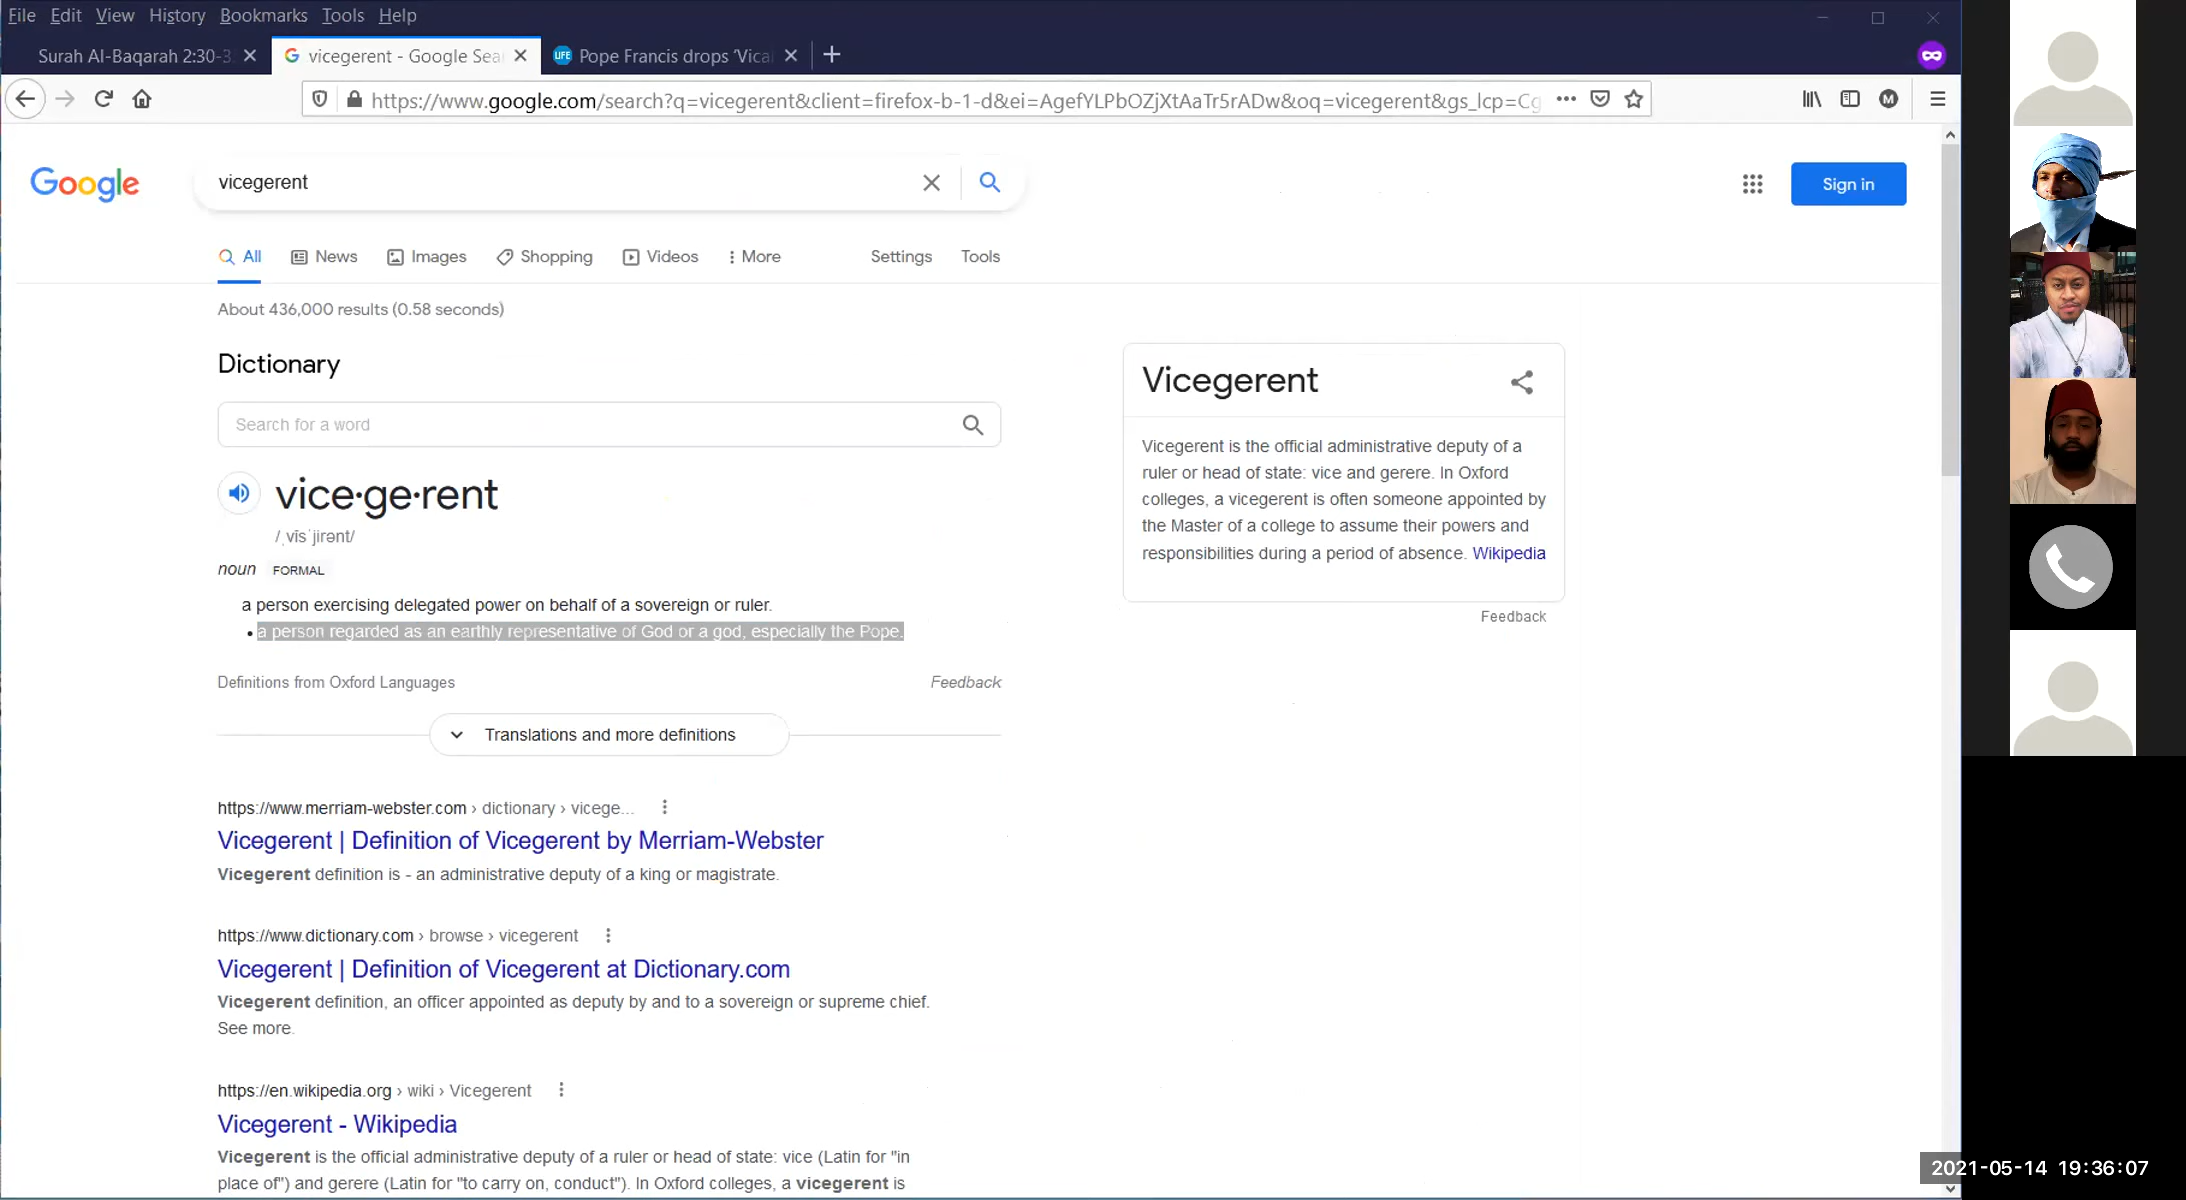 File Edit View History Bookmarks Tools Help
Surah Al-Baqarah 2:30-3
vicegerent - Google Sea
LIFE Pope Francis drops 'Vica
https://www.google.com/search?q=vicegerent&client=firefox-b-1-d&ei=AgefYLPbOZjXtAaTr5rADw&oq=vicegerent&gs_lcp=Cg
M
Google
vicegerent
Sign in
All News Images Shopping Videos More Settings Tools
About 436,000 results (0.58 seconds)
Dictionary
Search for a word
vice·ge·rent
/ˌvīsˈjirənt/
noun FORMAL
a person exercising delegated power on behalf of a sovereign or ruler.
• a person regarded as an earthly representative of God or a god, especially the Pope.
Definitions from Oxford Languages
Feedback
Translations and more definitions
Vicegerent
Vicegerent is the official administrative deputy of a
ruler or head of state: vice and gerere. In Oxford
colleges, a vicegerent is often someone appointed by
the Master of a college to assume their powers and
responsibilities during a period of absence. Wikipedia
Feedback
https://www.merriam-webster.com › dictionary › vicege...
Vicegerent | Definition of Vicegerent by Merriam-Webster
Vicegerent definition is - an administrative deputy of a king or magistrate.
https://www.dictionary.com › browse › vicegerent
Vicegerent | Definition of Vicegerent at Dictionary.com
Vicegerent definition, an officer appointed as deputy by and to a sovereign or supreme chief.
See more.
https://en.wikipedia.org › wiki › Vicegerent
Vicegerent - Wikipedia
Vicegerent is the official administrative deputy of a ruler or head of state: vice (Latin for "in
place of") and gerere (Latin for "to carry on, conduct"). In Oxford colleges, a vicegerent is
2021-05-14 19:36:07